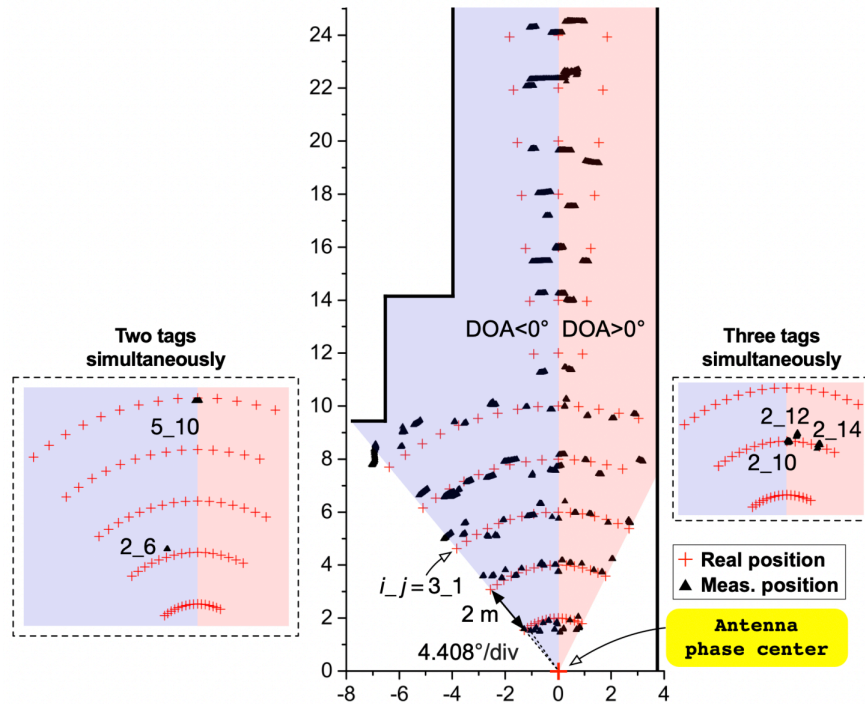 24
22
20
18
16
14
12
10
8
6
4
2
0
-8
-6
-4
-2
0
2
4
DOA<0°
DOA>0°
i_j=3_1
2 m
4.408°/div
Two tags
simultaneously
5_10
2_6
Three tags
simultaneously
2_12
2_14
2_10
Real position
Meas. position
Antenna
phase center